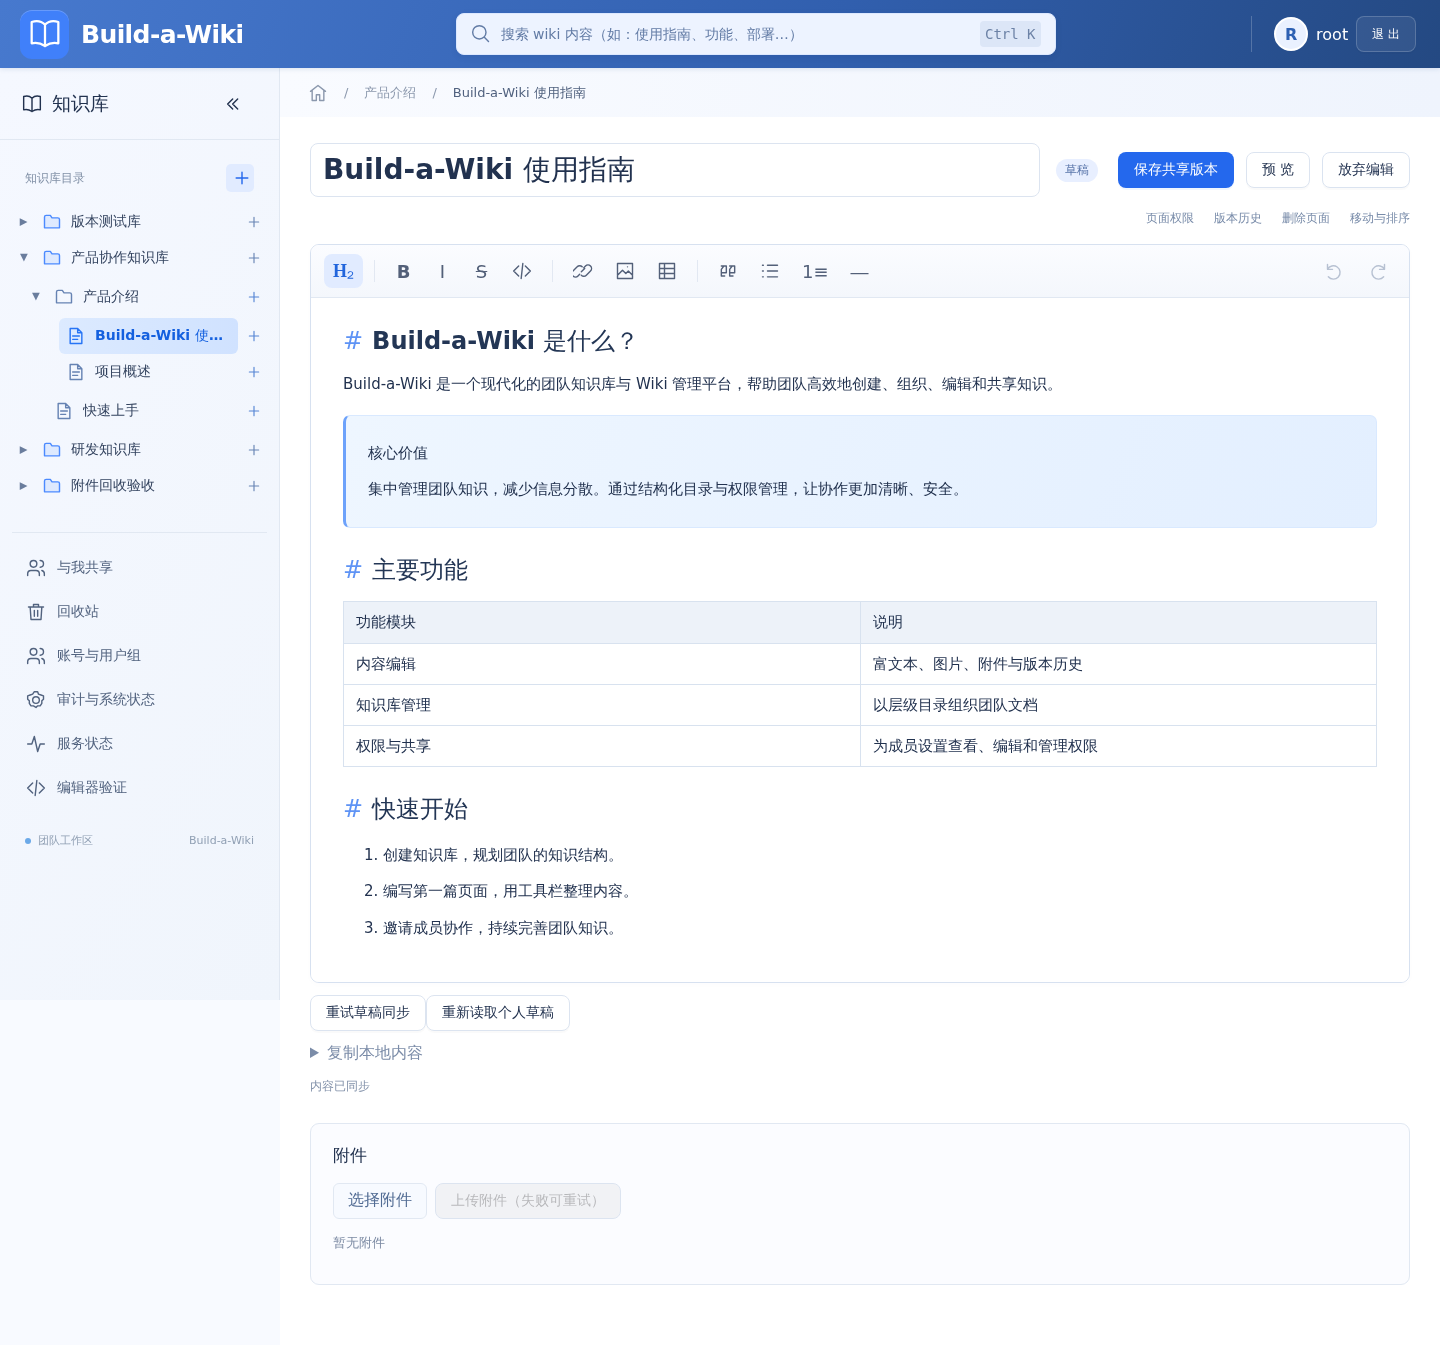 Build-a-Wiki
搜索 wiki 内容（如：使用指南、功能、部署…）
Ctrl K
R
root
退 出
知识库
/ 产品介绍 / Build-a-Wiki 使用指南
知识库目录
版本测试库
产品协作知识库
产品介绍
Build-a-Wiki 使...
项目概述
快速上手
研发知识库
附件回收验收
与我共享
回收站
账号与用户组
审计与系统状态
服务状态
编辑器验证
团队工作区
Build-a-Wiki
Build-a-Wiki 使用指南
草稿
保存共享版本
预 览
放弃编辑
页面权限
版本历史
删除页面
移动与排序
H₂ B I S 1≡ —
# Build-a-Wiki 是什么？
Build-a-Wiki 是一个现代化的团队知识库与 Wiki 管理平台，帮助团队高效地创建、组织、编辑和共享知识。
核心价值
集中管理团队知识，减少信息分散。通过结构化目录与权限管理，让协作更加清晰、安全。
# 主要功能
功能模块 说明
内容编辑 富文本、图片、附件与版本历史
知识库管理 以层级目录组织团队文档
权限与共享 为成员设置查看、编辑和管理权限
# 快速开始
1. 创建知识库，规划团队的知识结构。
2. 编写第一篇页面，用工具栏整理内容。
3. 邀请成员协作，持续完善团队知识。
重试草稿同步
重新读取个人草稿
复制本地内容
内容已同步
附件
选择附件
上传附件（失败可重试）
暂无附件